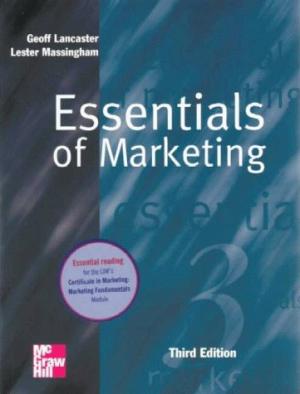 Geoff Lancaster
Lester Massingham
Essentials
of Marketing
Essential reading
for the CIM's
Certificate in Marketing:
Marketing Fundamentals
Module
3
Mc
Graw
Hill
Third Edition